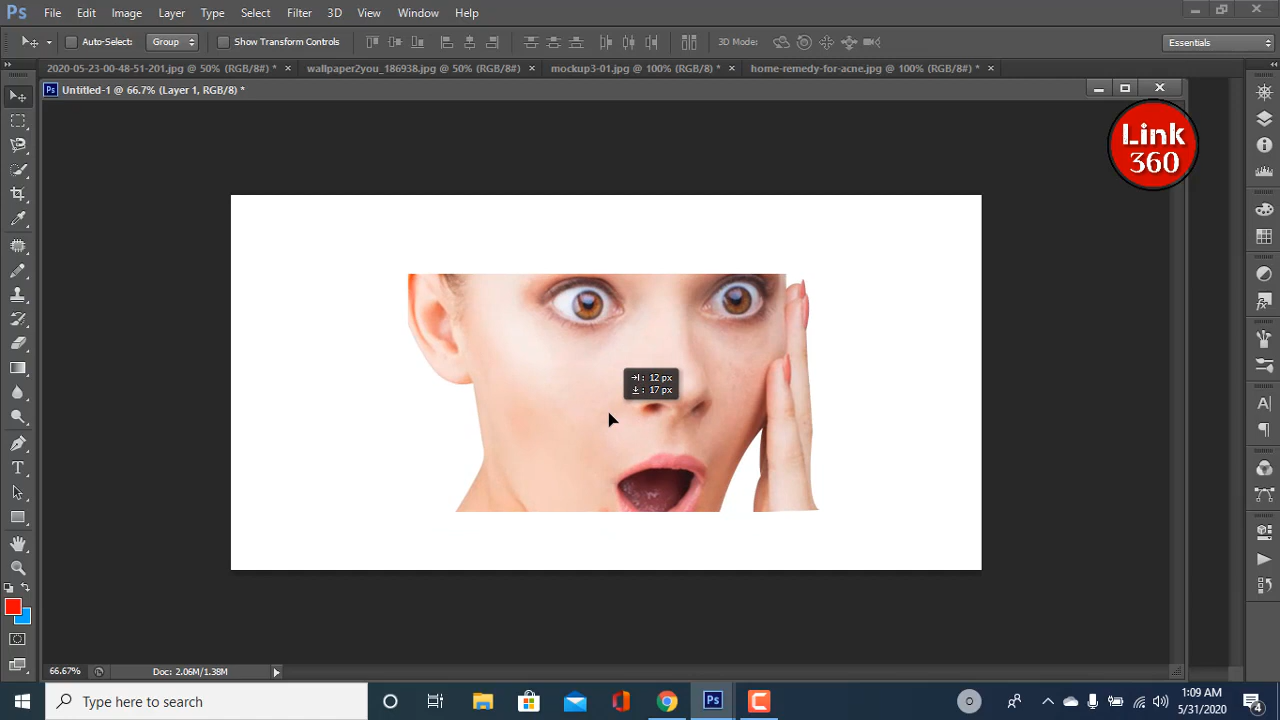 Ps File Edit Image Layer Type Select Filter 3D View Window Help
Auto-Select: Group Show Transform Controls 3D Mode: Essentials
2020-05-23-00-48-51-201.jpg @ 50% (RGB/8#) * wallpaper2you_186938.jpg @ 50% (RGB/8#) mockup3-01.jpg @ 100% (RGB/8) * home-remedy-for-acne.jpg @ 100% (RGB/8#) *
Ps Untitled-1 @ 66.7% (Layer 1, RGB/8) *
Link
360
: 12 px
: 17 px
66.67% Doc: 2.06M/1.38M
Type here to search
Ps
1:09 AM
5/31/2020
4